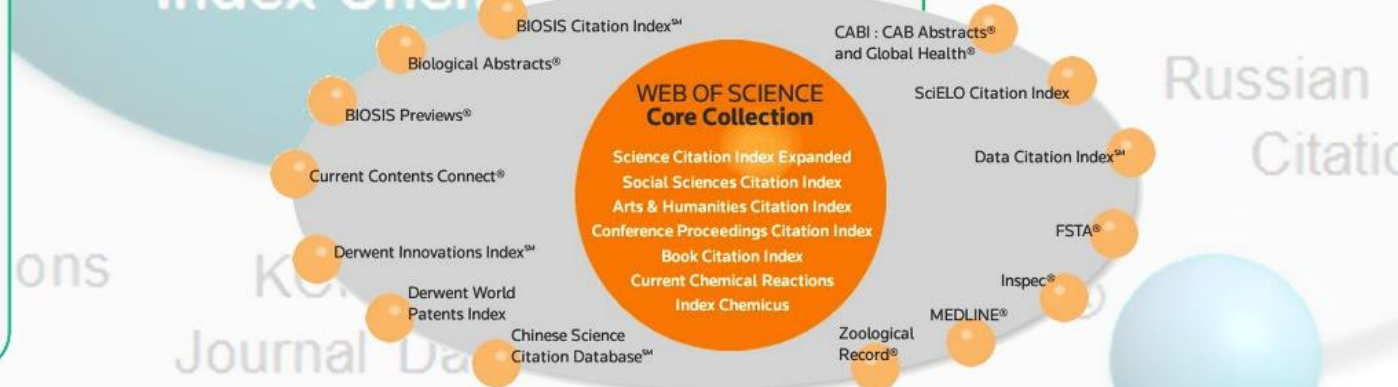 BIOSIS Citation Index℠
Biological Abstracts®
BIOSIS Previews®
Current Contents Connect®
Derwent Innovations Index℠
Derwent World
Patents Index
Chinese Science
Citation Database℠
WEB OF SCIENCE
Core Collection
Science Citation Index Expanded
Social Sciences Citation Index
Arts & Humanities Citation Index
Conference Proceedings Citation Index
Book Citation Index
Current Chemical Reactions
Index Chemicus
CABI : CAB Abstracts®
and Global Health®
SciELO Citation Index
Data Citation Index℠
FSTA®
Inspec®
MEDLINE®
Zoological
Record®
Russian
Journal